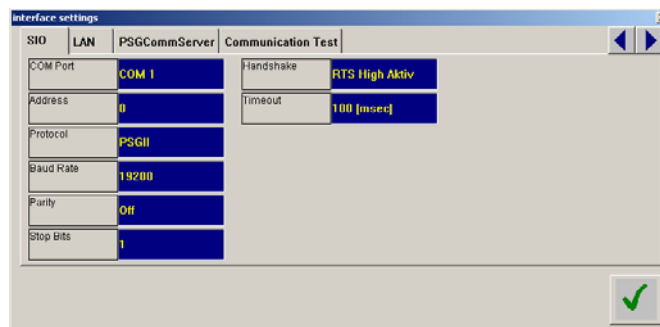 interface settings
SIO LAN PSGCommServer Communication Test
COM Port COM 1 Handshake RTS High Aktiv
Address 0 Timeout 100 [msec]
Protocol PSGII
Baud Rate 19200
Parity Off
Stop Bits 1